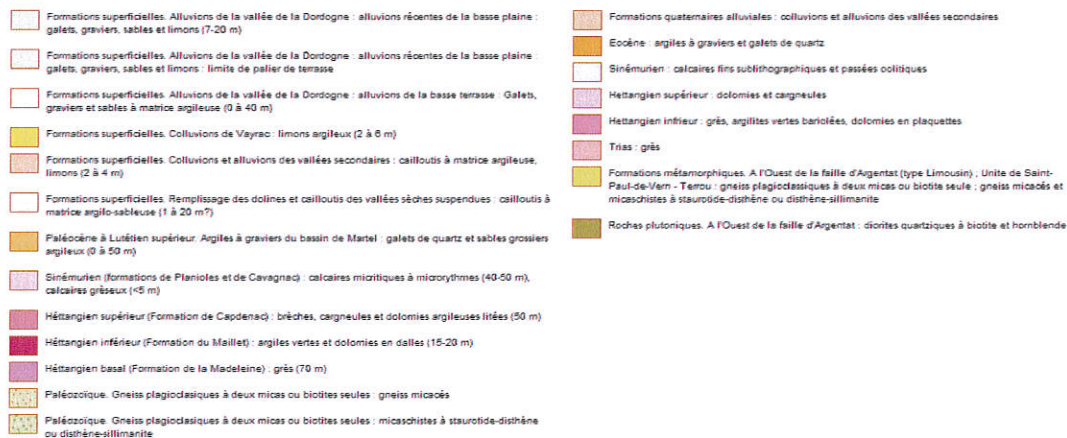 Formations superficielles. Alluvions de la vallée de la Dordogne : alluvions récentes de la basse plaine :
galets, graviers, sables et limons (7-20 m)
Formations superficielles. Alluvions de la vallée de la Dordogne : alluvions récentes de la basse plaine :
galets, graviers, sables et limons : limite de palier de terrasse
Formations superficielles. Alluvions de la vallée de la Dordogne : alluvions de la basse terrasse : Galets,
graviers et sables à matrice argileuse (0 à 40 m)
Formations superficielles. Colluvions de Vayrac : limons argileux (2 à 6 m)
Formations superficielles. Colluvions et alluvions des vallées secondaires : cailloutis à matrice argileuse,
limons (2 à 4 m)
Formations superficielles. Remplissage des dolines et cailloutis des vallées sèches suspendues : cailloutis à
matrice argilo-sableuse (1 à 20 m?)
Paléocène à Lutétien supérieur. Argiles à graviers du bassin de Martel : galets de quartz et sables grossiers
argileux (0 à 50 m)
Sinémurien (formations de Planioles et de Cavagnac) : calcaires micritiques à microrythmes (40-50 m),
calcaires gréseux (<5 m)
Héttangien supérieur (Formation de Capdenac) : brèches, cargneules et dolomies argileuses litées (50 m)
Héttangien inférieur (Formation du Maillet) : argiles vertes et dolomies en dalles (15-20 m)
Héttangien basal (Formation de la Madeleine) : grès (70 m)
Paléozoïque. Gneiss plagioclasiques à deux micas ou biotites seules : gneiss micacés
Paléozoïque. Gneiss plagioclasiques à deux micas ou biotites seules : micaschistes à staurotide-disthène
ou disthène-sillimanite
Formations quaternaires alluviales : colluvions et alluvions des vallées secondaires
Eocène : argiles à graviers et galets de quartz
Sinémurien : calcaires fins sublithographiques et passées oolitiques
Hettangien supérieur : dolomies et cargneules
Hettangien infrieur : grès, argilites vertes bariolées, dolomies en plaquettes
Trias : grès
Formations métamorphiques. A l'Ouest de la faille d'Argentat (type Limousin) ; Unite de Saint-
Paul-de-Vern - Terrou : gneiss plagioclassiques à deux micas ou biotite seule ; gneiss micacés et
micaschistes à staurotite-disthène ou disthène-sillimanite
Roches plutoniques. A l'Ouest de la faille d'Argentat : diorites quartziques à biotite et hornblende